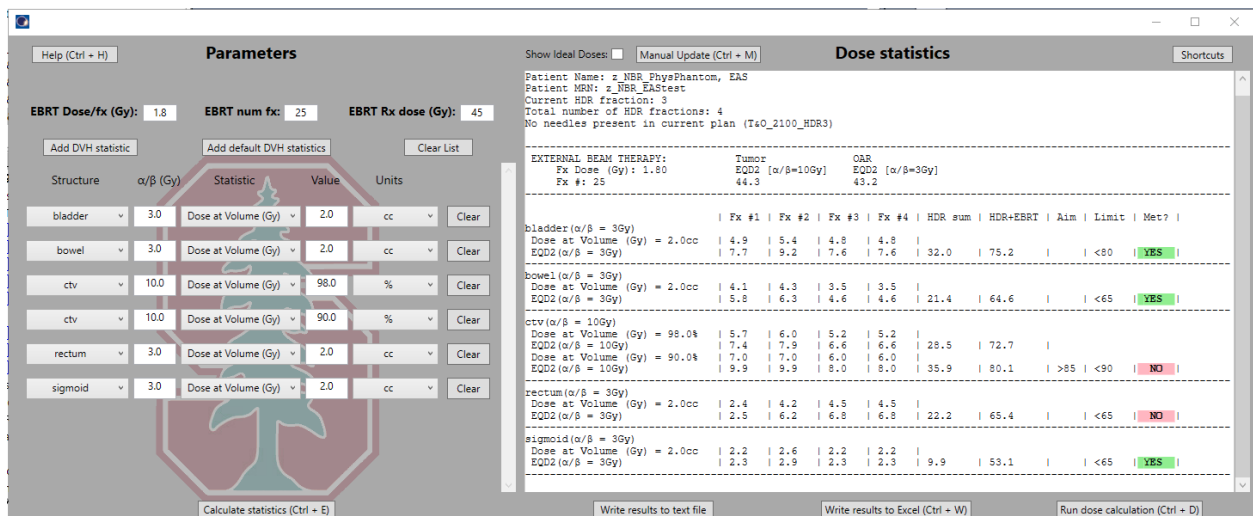 Help (Ctrl + H)
Parameters
Show Ideal Doses:
Manual Update (Ctrl + M)
Dose statistics
Shortcuts
EBRT Dose/fx (Gy): 1.8 EBRT num fx: 25 EBRT Rx dose (Gy): 45
Add DVH statistic
Add default DVH statistics
Clear List
Structure α/β (Gy) Statistic Value Units
bladder 3.0 Dose at Volume (Gy) 2.0 cc Clear
bowel 3.0 Dose at Volume (Gy) 2.0 cc Clear
ctv 10.0 Dose at Volume (Gy) 98.0 % Clear
ctv 10.0 Dose at Volume (Gy) 90.0 % Clear
rectum 3.0 Dose at Volume (Gy) 2.0 cc Clear
sigmoid 3.0 Dose at Volume (Gy) 2.0 cc Clear
Calculate statistics (Ctrl + E)
Patient Name: z_NBR_PhysPhantom, EAS
Patient MRN: z_NBR_EAStest
Current HDR fraction: 3
Total number of HDR fractions: 4
No needles present in current plan (T&O_2100_HDR3)
EXTERNAL BEAM THERAPY: Tumor OAR
Fx Dose (Gy): 1.80 EQD2 [α/β=10Gy] EQD2 [α/β=3Gy]
Fx #: 25 44.3 43.2
| Fx #1 | Fx #2 | Fx #3 | Fx #4 | HDR sum | HDR+EBRT | Aim | Limit | Met? |
bladder(α/β = 3Gy)
Dose at Volume (Gy) = 2.0cc | 4.9 | 5.4 | 4.8 | 4.8 |
EQD2(α/β = 3Gy) | 7.7 | 9.2 | 7.6 | 7.6 | 32.0 | 75.2 | | <80 | YES |
bowel(α/β = 3Gy)
Dose at Volume (Gy) = 2.0cc | 4.1 | 4.3 | 3.5 | 3.5 |
EQD2(α/β = 3Gy) | 5.8 | 6.3 | 4.6 | 4.6 | 21.4 | 64.6 | | <65 | YES |
ctv(α/β = 10Gy)
Dose at Volume (Gy) = 98.0% | 5.7 | 6.0 | 5.2 | 5.2 |
EQD2(α/β = 10Gy) | 7.4 | 7.9 | 6.6 | 6.6 | 28.5 | 72.7 |
Dose at Volume (Gy) = 90.0% | 7.0 | 7.0 | 6.0 | 6.0 |
EQD2(α/β = 10Gy) | 9.9 | 9.9 | 8.0 | 8.0 | 35.9 | 80.1 | >85 | <90 | NO |
rectum(α/β = 3Gy)
Dose at Volume (Gy) = 2.0cc | 2.4 | 4.2 | 4.5 | 4.5 |
EQD2(α/β = 3Gy) | 2.5 | 6.2 | 6.8 | 6.8 | 22.2 | 65.4 | | <65 | NO |
sigmoid(α/β = 3Gy)
Dose at Volume (Gy) = 2.0cc | 2.2 | 2.6 | 2.2 | 2.2 |
EQD2(α/β = 3Gy) | 2.3 | 2.9 | 2.3 | 2.3 | 9.9 | 53.1 | | <65 | YES |
Write results to text file
Write results to Excel (Ctrl + W)
Run dose calculation (Ctrl + D)